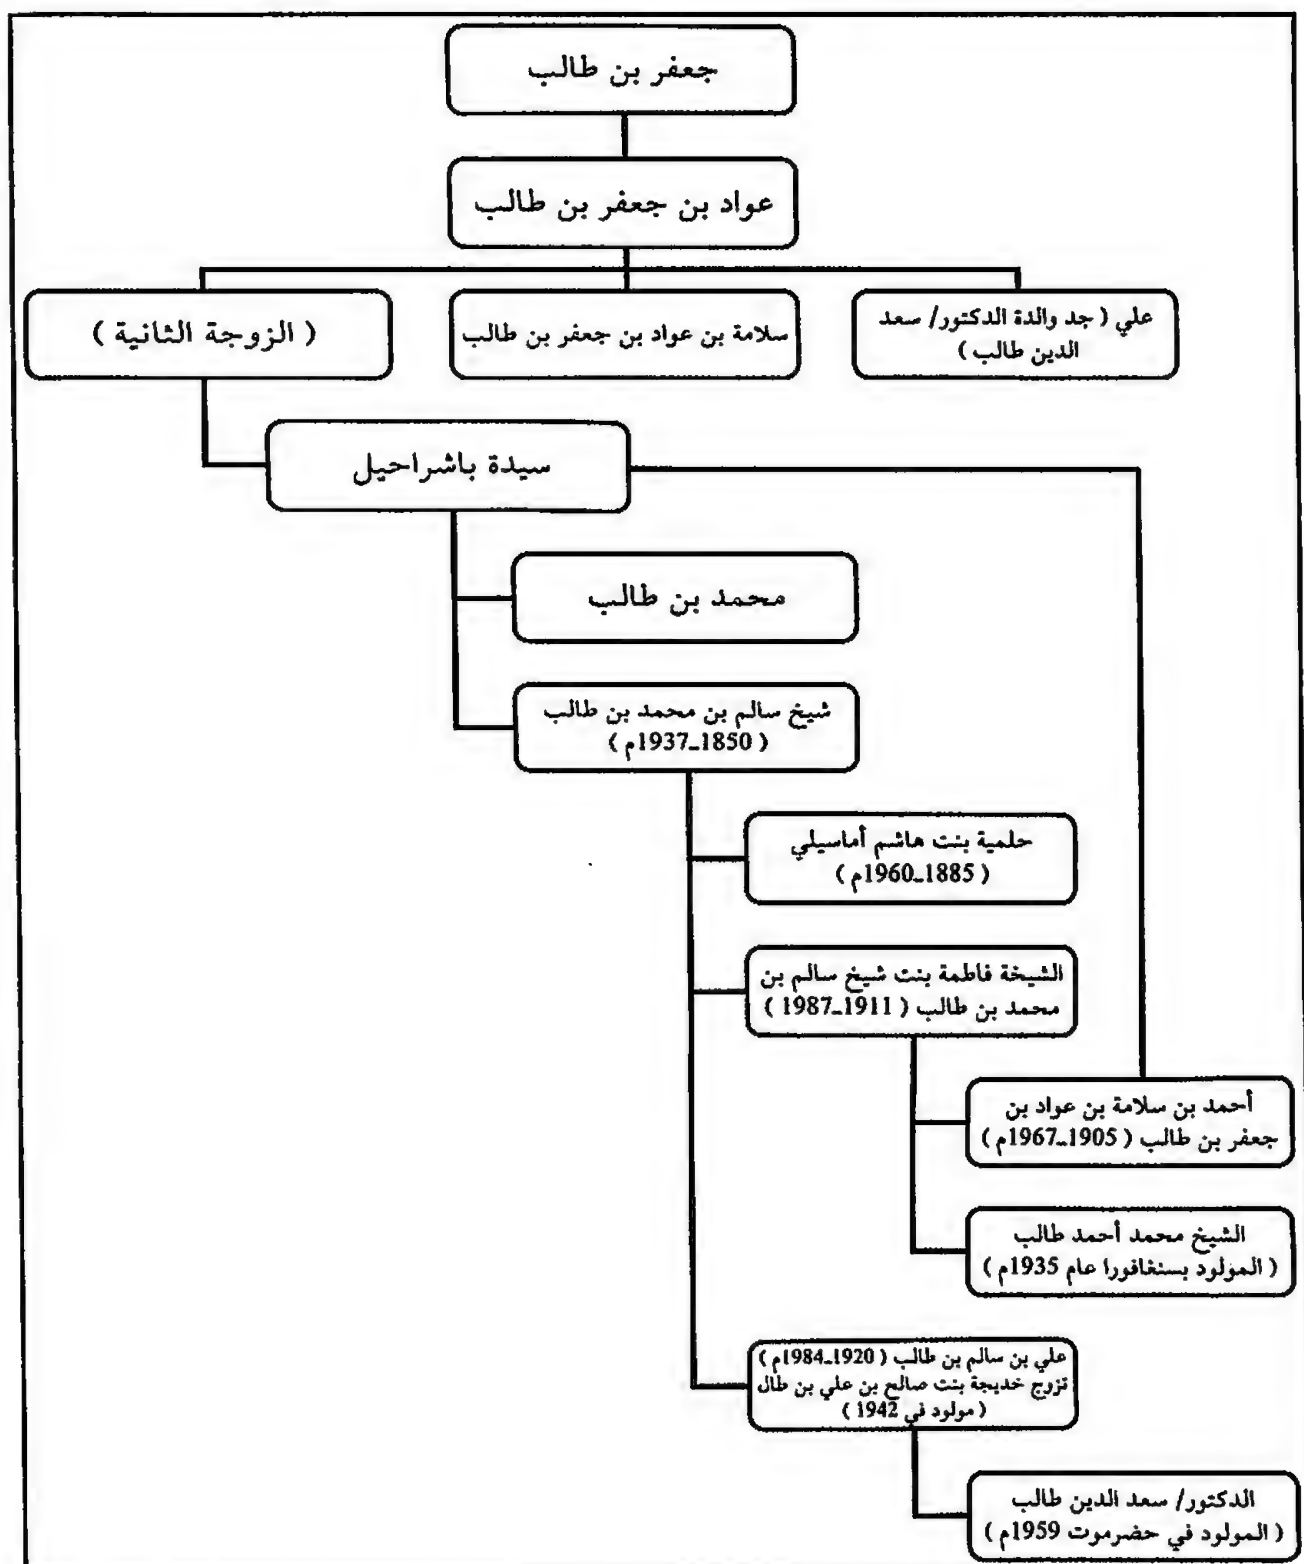 جعفر بن طالب
عواد بن جعفر بن طالب
علي ( جد والدة الدكتور/ سعد
الدين طالب )
سلامة بن عواد بن جعفر بن طالب
( الزوجة الثانية )
سيدة باشراحيل
محمد بن طالب
شيخ سالم بن محمد بن طالب
( 1850ـ1937م )
حلمية بنت هاشم أماسيلي
( 1885ـ1960م )
الشيخة فاطمة بنت شيخ سالم بن
محمد بن طالب ( 1911ـ1987 )
أحمد بن سلامة بن عواد بن
جعفر بن طالب ( 1905ـ1967م )
الشيخ محمد أحمد طالب
( المولود بسنغافورا عام 1935م )
علي بن سالم بن طالب ( 1920ـ1984م )
تزوج خديجة بنت صالح بن علي بن طال
( مولود في 1942 )
الدكتور/ سعد الدين طالب
( المولود في حضرموت 1959م )